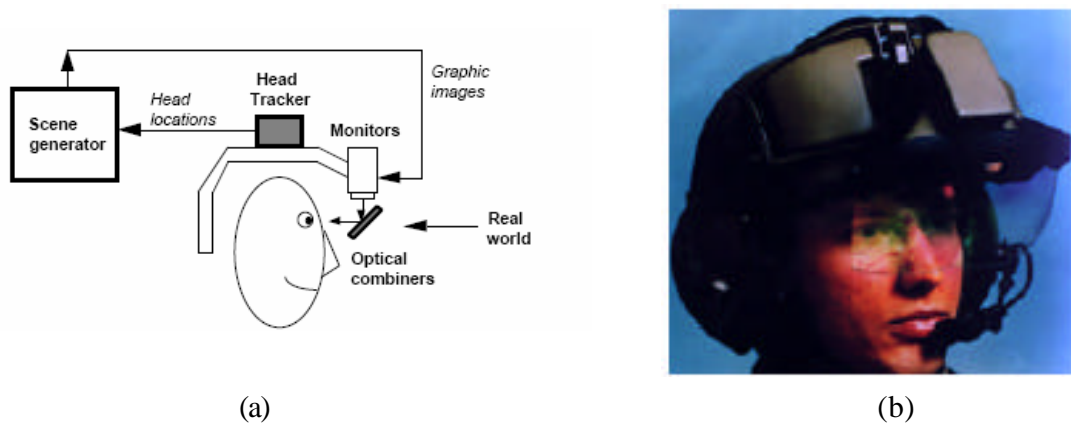 Graphic
images
Head
Tracker
Head
locations
Monitors
Scene
generator
Real
world
Optical
combiners
(a)
(b)